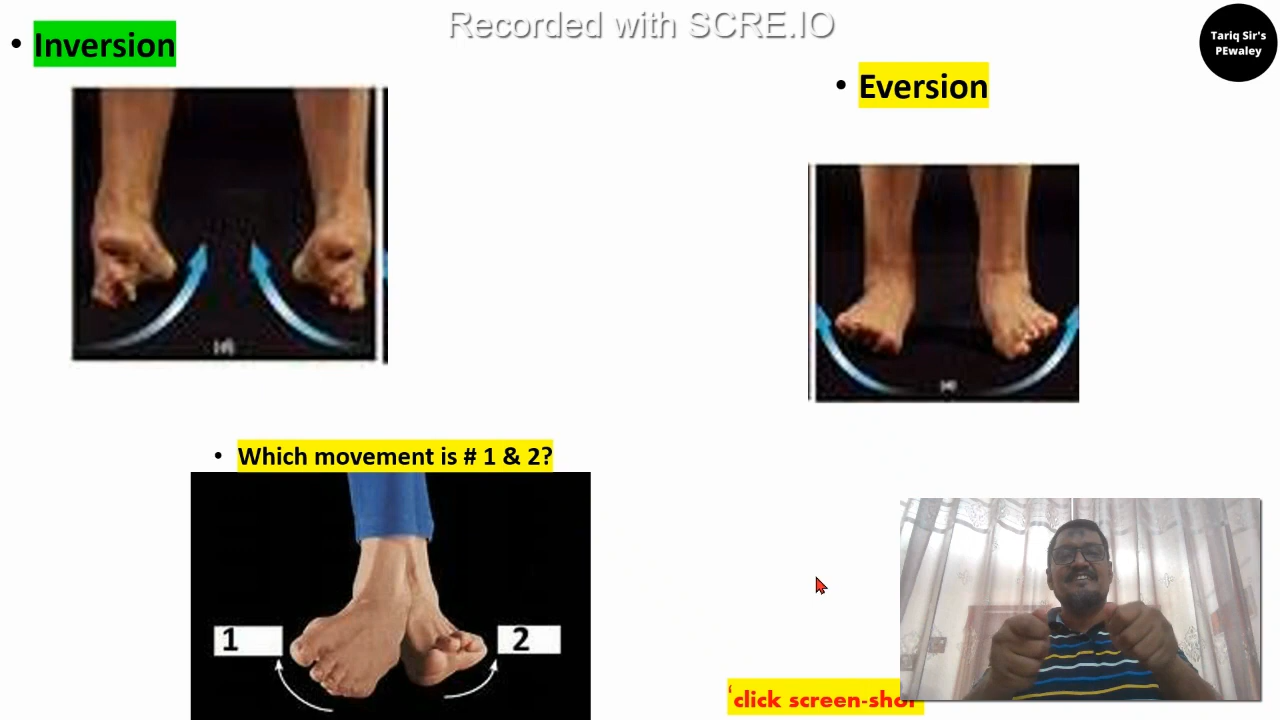 Recorded with SCRE.IO
Tariq Sir's
PEwaley
• Inversion
• Eversion
(d)
(e)
• Which movement is # 1 & 2?
1
2
'click screen-shot